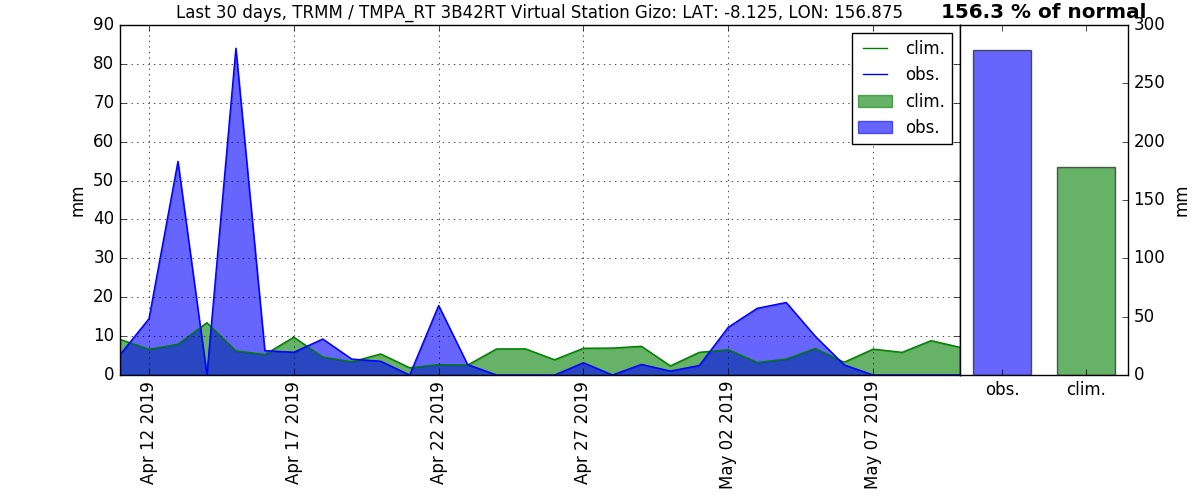 Last 30 days, TRMM / TMPA_RT 3B42RT Virtual Station Gizo: LAT: -8.125, LON: 156.875
156.3 % of normal
90
80
70
60
50
40
30
20
10
0
mm
clim.
obs.
clim.
obs.
Apr 12 2019
Apr 17 2019
Apr 22 2019
Apr 27 2019
May 02 2019
May 07 2019
300
250
200
150
100
50
0
mm
obs.
clim.